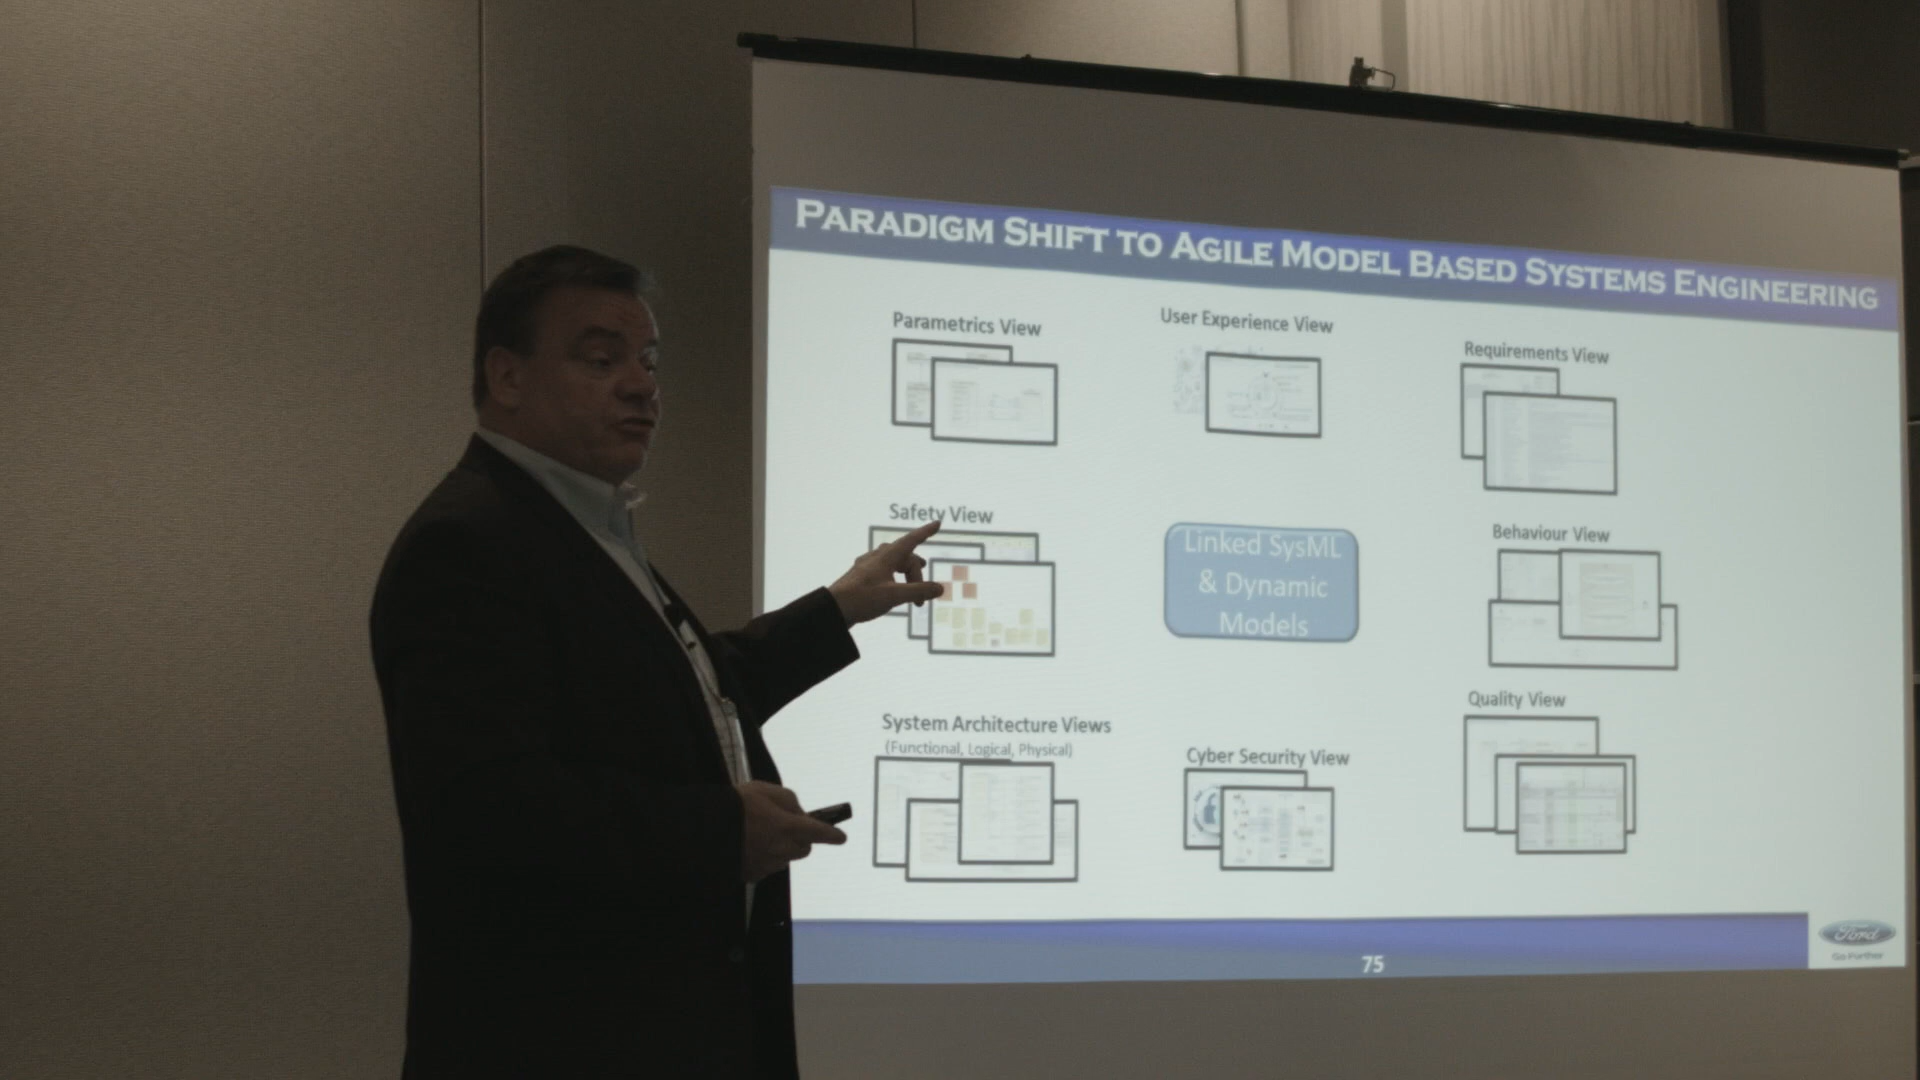 PARADIGM SHIFT TO AGILE MODEL BASED SYSTEMS ENGINEERING
Parametrics View
User Experience View
Requirements View
Safety View
Linked SysML
& Dynamic
Models
Behaviour View
System Architecture Views
(Functional, Logical, Physical)
Cyber Security View
Quality View
75
Ford
Go Further